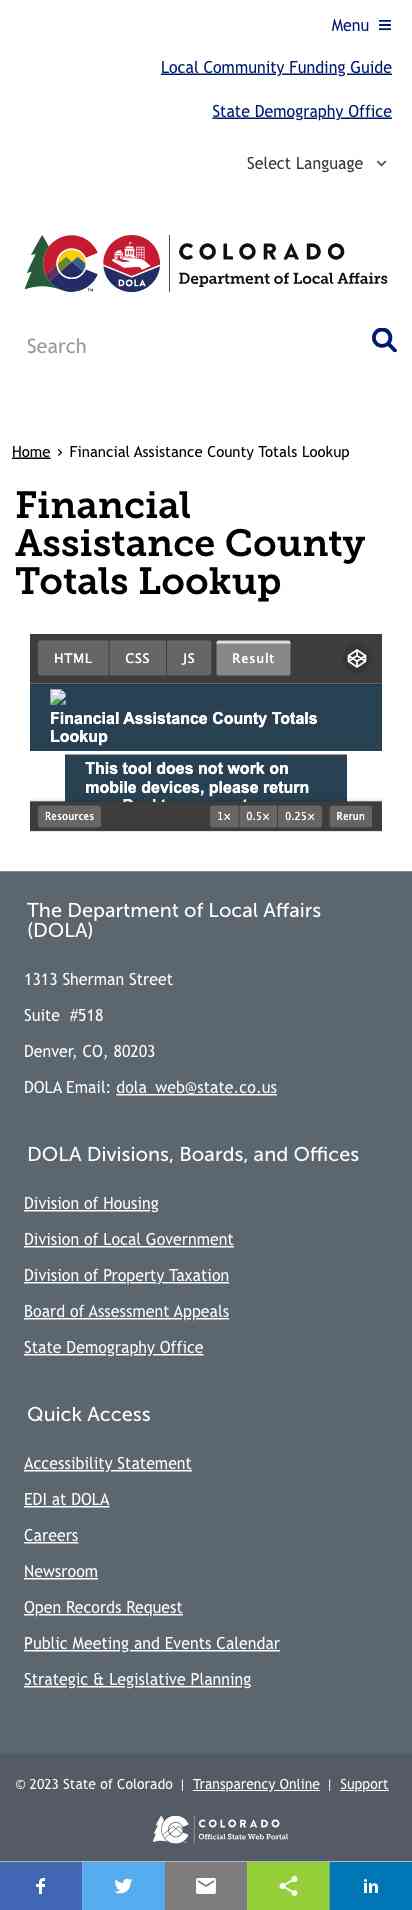 Menu
Local Community Funding Guide
State Demography Office
Select Language
CO
TM
DOLA
COLORADO
Department of Local Affairs
Search
Home › Financial Assistance County Totals Lookup
Financial
Assistance County
Totals Lookup
HTML CSS JS Result
Financial Assistance County Totals
Lookup
This tool does not work on
mobile devices, please return
Resources 1× 0.5× 0.25× Rerun
The Department of Local Affairs
(DOLA)
1313 Sherman Street
Suite #518
Denver, CO, 80203
DOLA Email: dola_web@state.co.us
DOLA Divisions, Boards, and Offices
Division of Housing
Division of Local Government
Division of Property Taxation
Board of Assessment Appeals
State Demography Office
Quick Access
Accessibility Statement
EDI at DOLA
Careers
Newsroom
Open Records Request
Public Meeting and Events Calendar
Strategic & Legislative Planning
© 2023 State of Colorado | Transparency Online | Support
CO
COLORADO
Official State Web Portal
f in